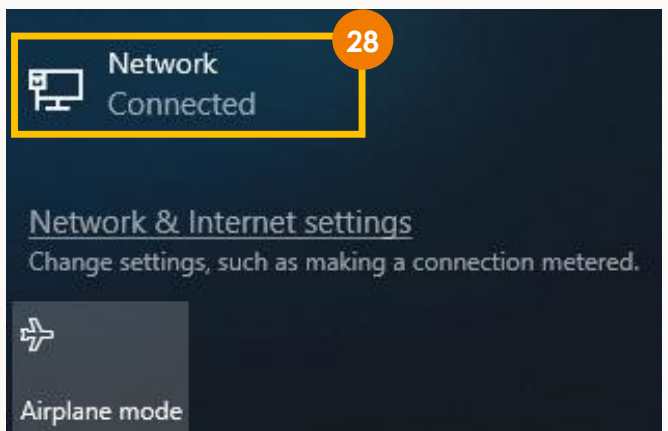 28
Network
Connected
Network & Internet settings
Change settings, such as making a connection metered.
Airplane mode